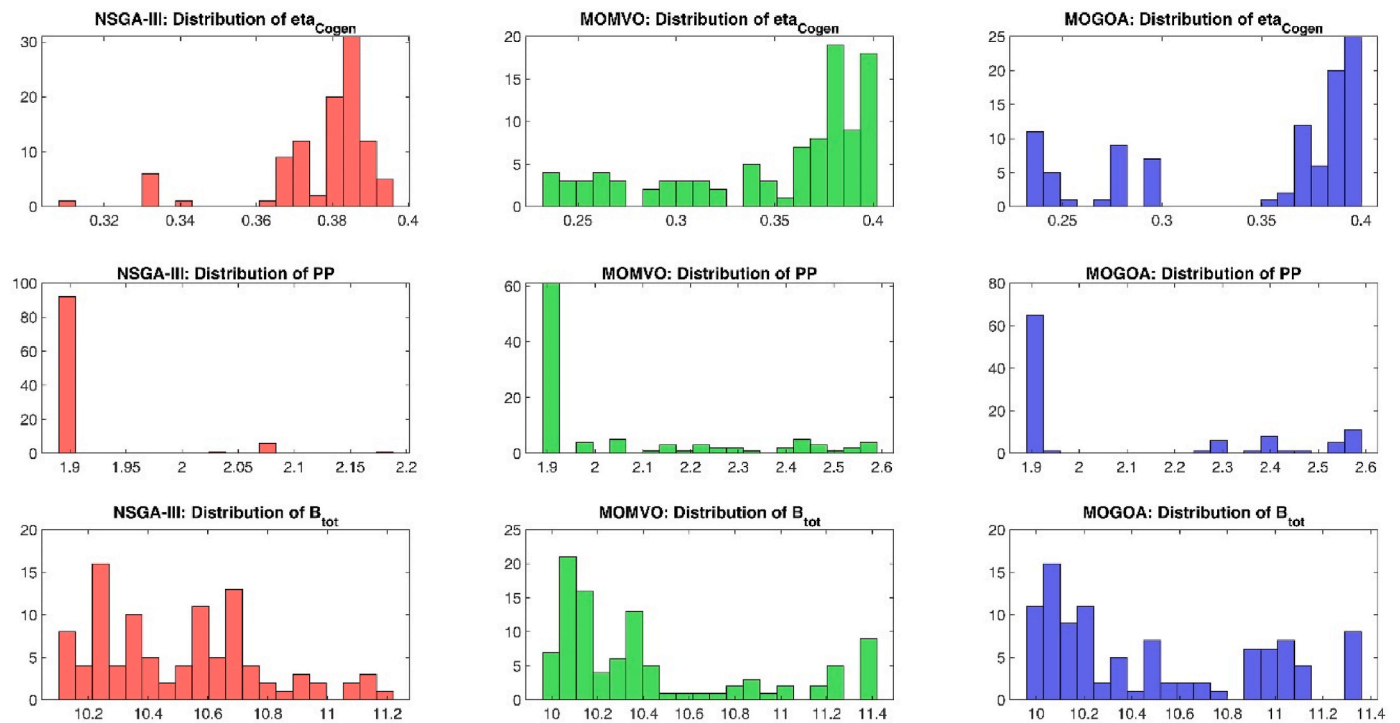 NSGA-III: Distribution of eta_Cogen
MOMVO: Distribution of eta_Cogen
MOGOA: Distribution of eta_Cogen
30
20
10
0
0.32 0.34 0.36 0.38 0.4
20
15
10
5
0
0.25 0.3 0.35 0.4
25
20
15
10
5
0
0.25 0.3 0.35 0.4
NSGA-III: Distribution of PP
MOMVO: Distribution of PP
MOGOA: Distribution of PP
100
80
60
40
20
0
1.9 1.95 2 2.05 2.1 2.15 2.2
60
40
20
0
1.9 2 2.1 2.2 2.3 2.4 2.5 2.6
80
60
40
20
0
1.9 2 2.1 2.2 2.3 2.4 2.5 2.6
NSGA-III: Distribution of B_tot
MOMVO: Distribution of B_tot
MOGOA: Distribution of B_tot
20
15
10
5
0
10.2 10.4 10.6 10.8 11 11.2
25
20
15
10
5
0
10 10.2 10.4 10.6 10.8 11 11.2 11.4
20
15
10
5
0
10 10.2 10.4 10.6 10.8 11 11.2 11.4